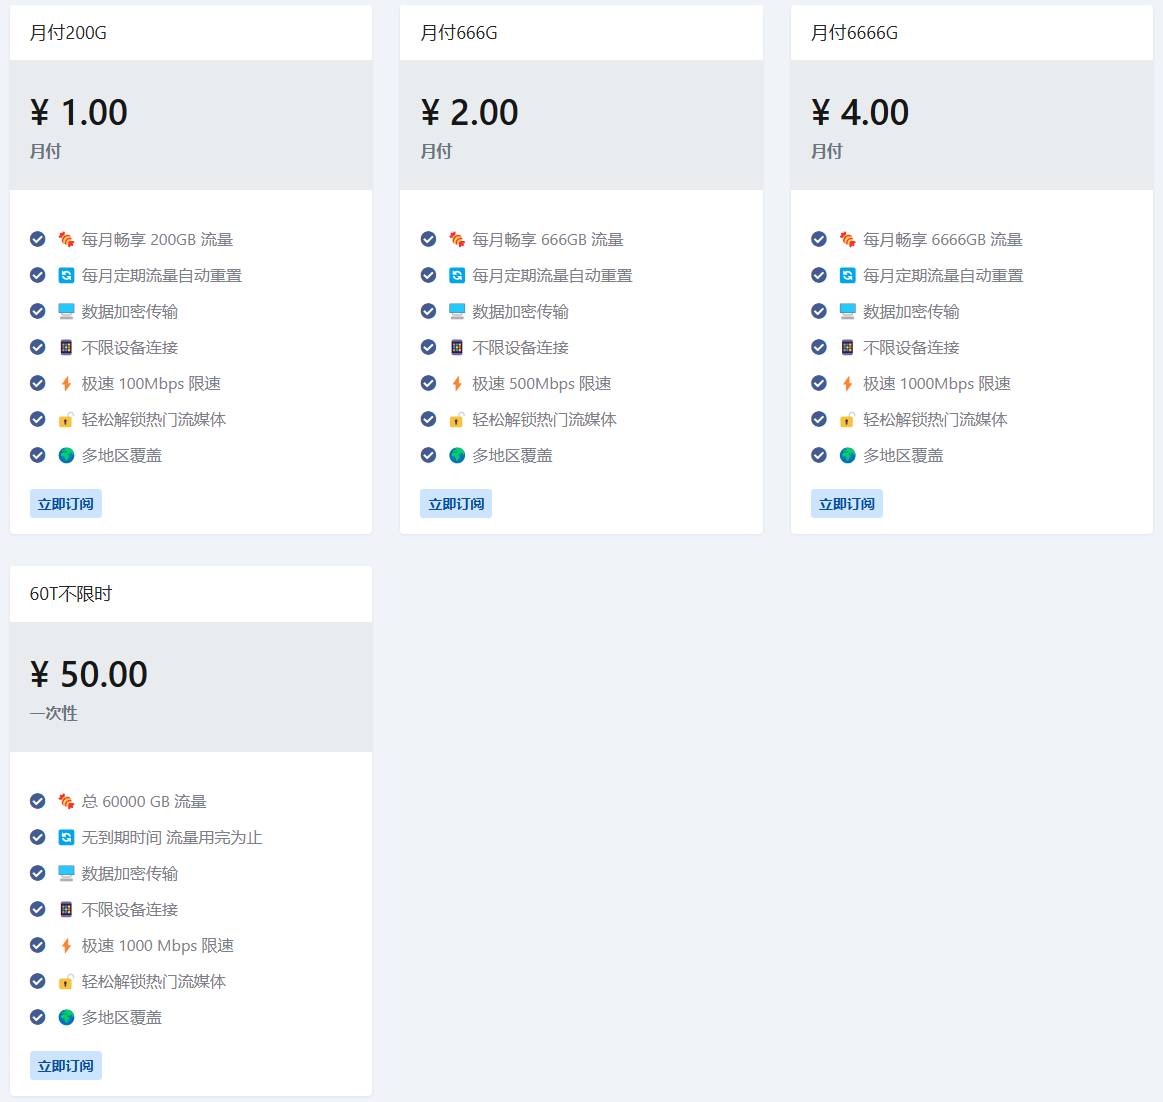 月付200G
¥ 1.00
月付
每月畅享 200GB 流量
每月定期流量自动重置
数据加密传输
不限设备连接
极速 100Mbps 限速
轻松解锁热门流媒体
多地区覆盖
立即订阅
月付666G
¥ 2.00
月付
每月畅享 666GB 流量
每月定期流量自动重置
数据加密传输
不限设备连接
极速 500Mbps 限速
轻松解锁热门流媒体
多地区覆盖
立即订阅
月付6666G
¥ 4.00
月付
每月畅享 6666GB 流量
每月定期流量自动重置
数据加密传输
不限设备连接
极速 1000Mbps 限速
轻松解锁热门流媒体
多地区覆盖
立即订阅
60T不限时
¥ 50.00
一次性
总 60000 GB 流量
无到期时间 流量用完为止
数据加密传输
不限设备连接
极速 1000 Mbps 限速
轻松解锁热门流媒体
多地区覆盖
立即订阅